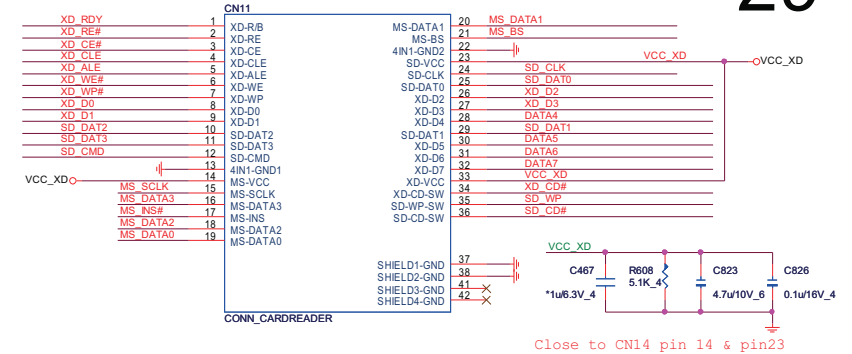 CN11
XD_RDY 1 XD-R/B
XD_RE# 2 XD-RE
XD_CE# 3 XD-CE
XD_CLE 4 XD-CLE
XD_ALE 5 XD-ALE
XD_WE# 6 XD-WE
XD_WP# 7 XD-WP
XD_D0 8 XD-D0
XD_D1 9 XD-D1
SD_DAT2 10 SD-DAT2
SD_DAT3 11 SD-DAT3
SD_CMD 12 SD-CMD
13 4IN1-GND1
VCC_XD 14 MS-VCC
MS_SCLK 15 MS-SCLK
MS_DATA3 16 MS-DATA3
MS_INS# 17 MS-INS
MS_DATA2 18 MS-DATA2
MS_DATA0 19 MS-DATA0
MS-DATA1 20 MS_DATA1
MS-BS 21 MS_BS
4IN1-GND2 22
SD-VCC 23 VCC_XD VCC_XD
SD-CLK 24 SD_CLK
SD-DAT0 25 SD_DAT0
XD-D2 26 XD_D2
XD-D3 27 XD_D3
XD-D4 28 DATA4
SD-DAT1 29 SD_DAT1
XD-D5 30 DATA5
XD-D6 31 DATA6
XD-D7 32 DATA7
XD-VCC 33 VCC_XD
XD-CD-SW 34 XD_CD#
SD-WP-SW 35 SD_WP
SD-CD-SW 36 SD_CD#
SHIELD1-GND 37
SHIELD2-GND 38
SHIELD3-GND 41
SHIELD4-GND 42
CONN_CARDREADER
VCC_XD
C467
*1u/6.3V_4
R608
5.1K_4
C823
4.7u/10V_6
C826
0.1u/16V_4
Close to CN14 pin 14 & pin23